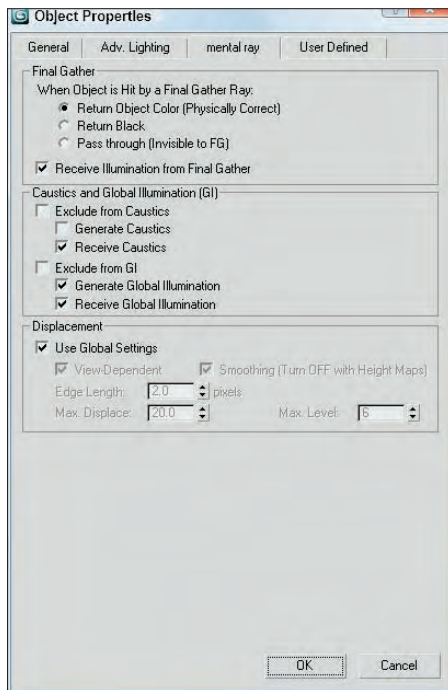 Object Properties
General Adv. Lighting mental ray User Defined
Final Gather
When Object is Hit by a Final Gather Ray:
Return Object Color (Physically Correct)
Return Black
Pass through (Invisible to FG)
Receive Illumination from Final Gather
Caustics and Global Illumination (GI)
Exclude from Caustics
Generate Caustics
Receive Caustics
Exclude from GI
Generate Global Illumination
Receive Global Illumination
Displacement
Use Global Settings
View-Dependent Smoothing (Turn OFF with Height Maps)
Edge Length: 2.0 pixels
Max. Displace: 20.0 Max. Level: 6
OK Cancel